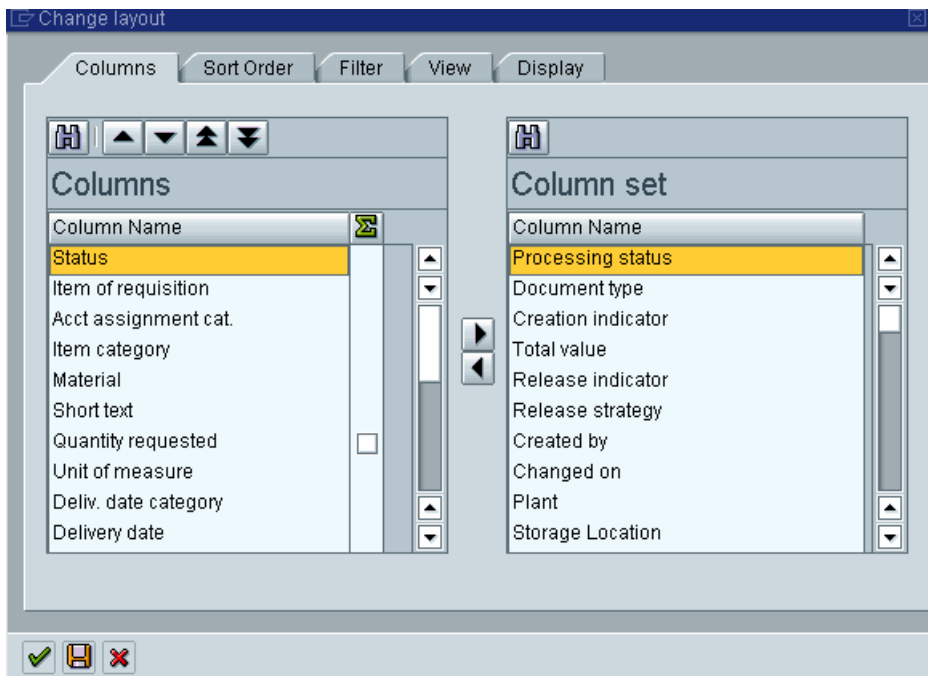 Change layout
Columns Sort Order Filter View Display
Columns
Column Name
Status
Item of requisition
Acct assignment cat.
Item category
Material
Short text
Quantity requested
Unit of measure
Deliv. date category
Delivery date
Column set
Column Name
Processing status
Document type
Creation indicator
Total value
Release indicator
Release strategy
Created by
Changed on
Plant
Storage Location